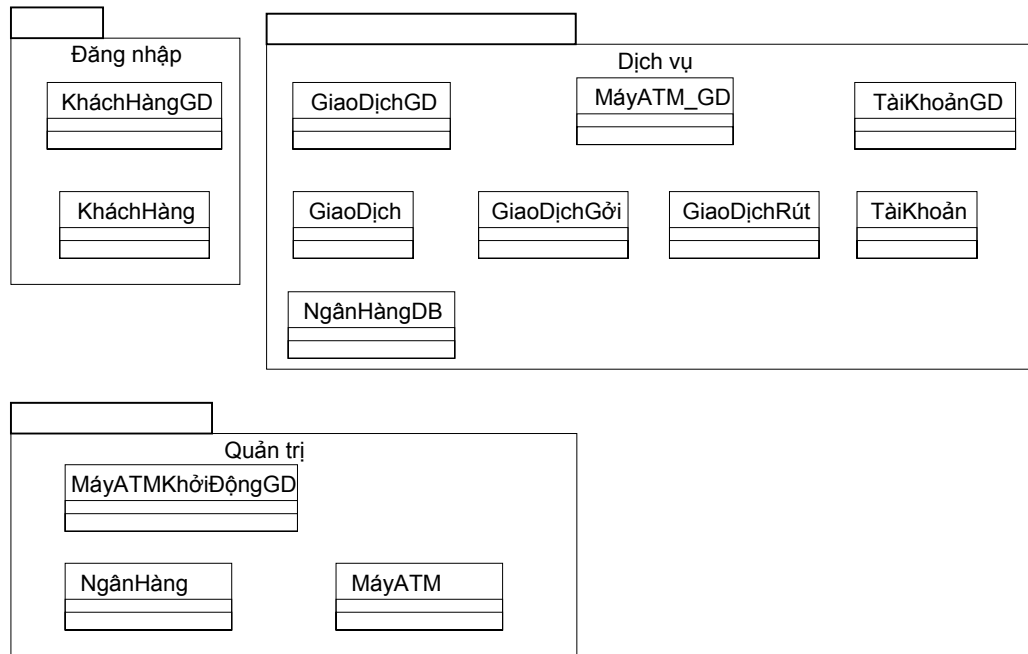 Đăng nhập
KháchHàngGD
KháchHàng
Dịch vụ
GiaoDịchGD
MáyATM_GD
TàiKhoảnGD
GiaoDịch
GiaoDịchGởi
GiaoDịchRút
TàiKhoản
NgânHàngDB
Quản trị
MáyATMKhởiĐộngGD
NgânHàng
MáyATM